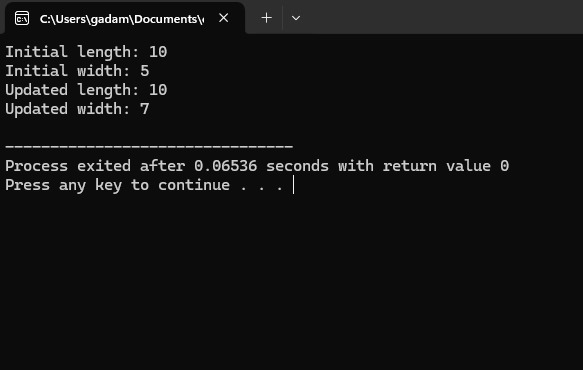 C:\Users\gadam\Documents\
Initial length: 10
Initial width: 5
Updated length: 10
Updated width: 7
--------------------------------
Process exited after 0.06536 seconds with return value 0
Press any key to continue . . .